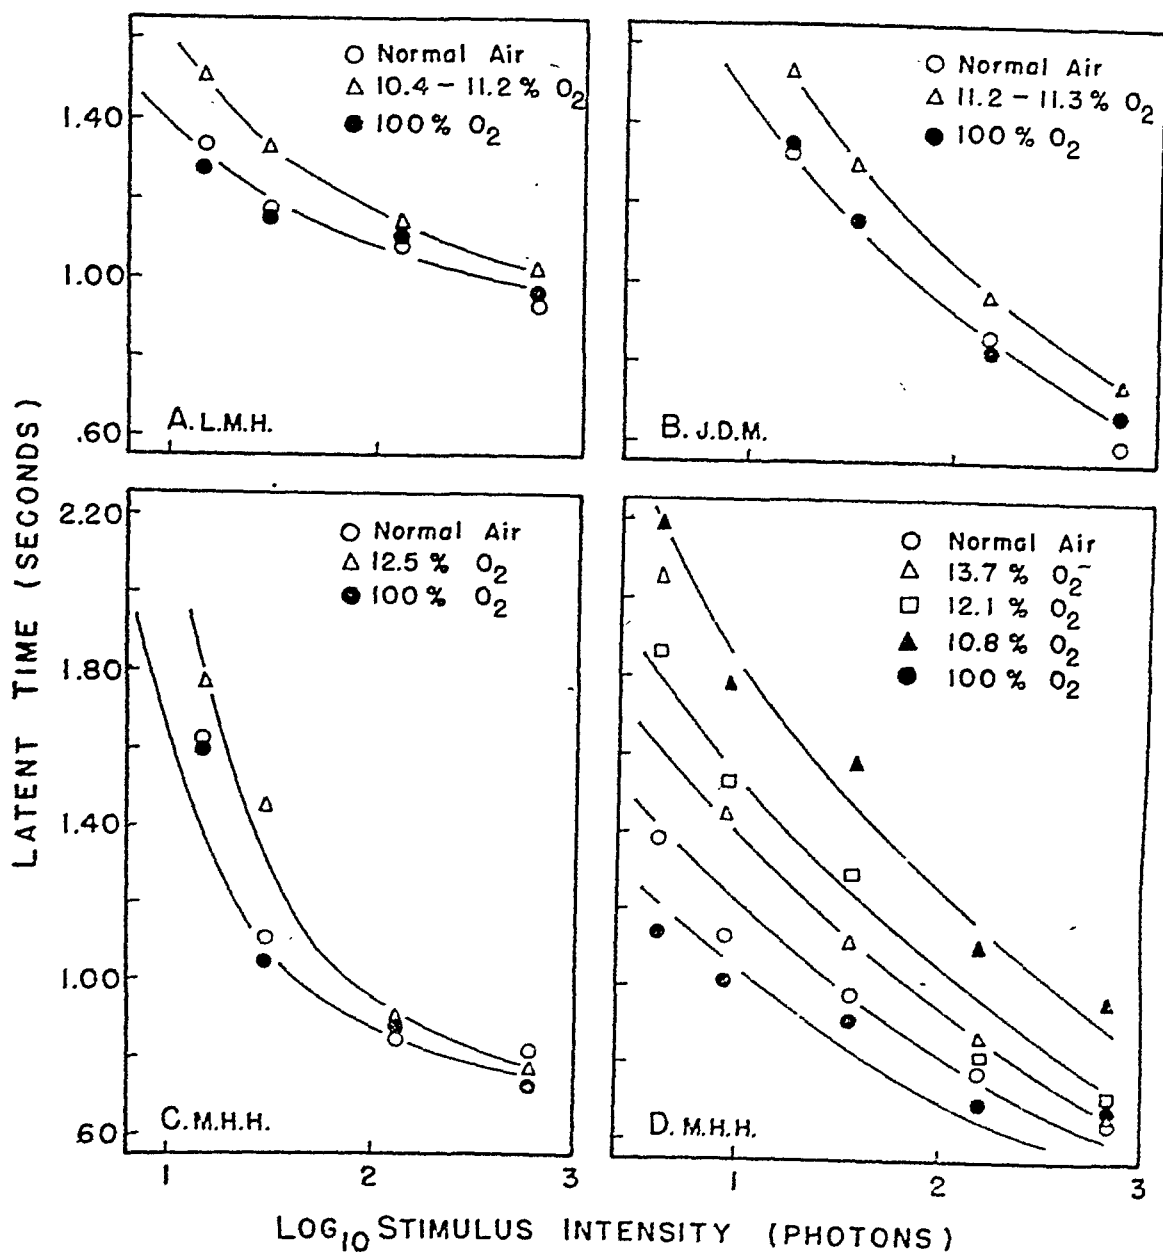 LATENT TIME (SECONDS)
1.40
1.00
.60
○ Normal Air
△ 10.4 – 11.2 % O2
● 100 % O2
A. L.M.H.
○ Normal Air
△ 11.2 – 11.3 % O2
● 100 % O2
B. J.D.M.
2.20
1.80
1.40
1.00
.60
○ Normal Air
△ 12.5 % O2
● 100 % O2
C. M.H.H.
○ Normal Air
△ 13.7 % O2
□ 12.1 % O2
▲ 10.8 % O2
● 100 % O2
D. M.H.H.
1 2 3
1 2 3
LOG10 STIMULUS INTENSITY (PHOTONS)